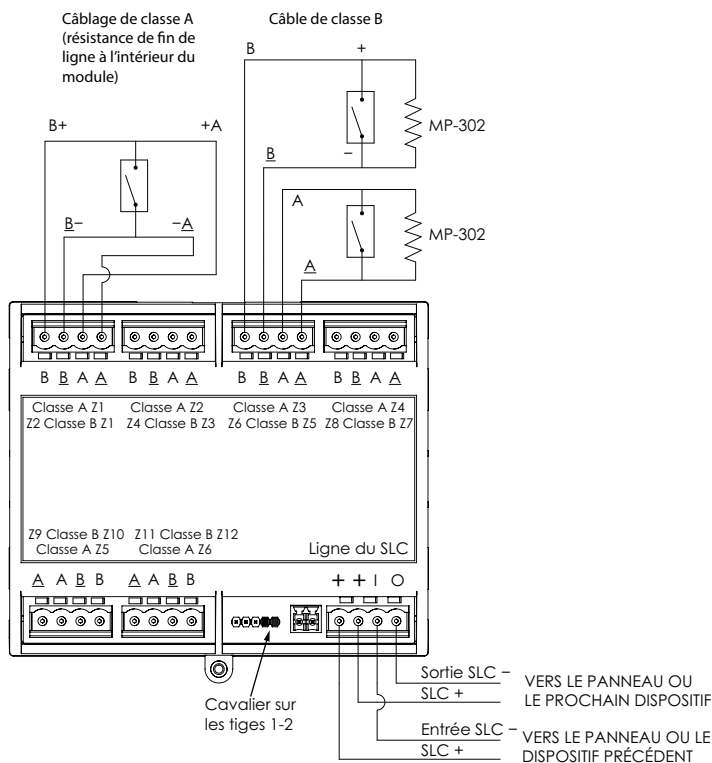 Câblage de classe A
(résistance de fin de
ligne à l'intérieur du
module)
Câble de classe B
B +
MP-302
B –
B+ +A
A
MP-302
B– –A
A
B B A A B B A A B B A A B B A A
Classe A Z1 Classe A Z2 Classe A Z3 Classe A Z4
Z2 Classe B Z1 Z4 Classe B Z3 Z6 Classe B Z5 Z8 Classe B Z7
Z9 Classe B Z10 Z11 Classe B Z12
Classe A Z5 Classe A Z6 Ligne du SLC
A A B B A A B B + + I O
Cavalier sur
les tiges 1-2
Sortie SLC –
SLC +
VERS LE PANNEAU OU
LE PROCHAIN DISPOSITIF
Entrée SLC –
SLC +
VERS LE PANNEAU OU LE
DISPOSITIF PRÉCÉDENT